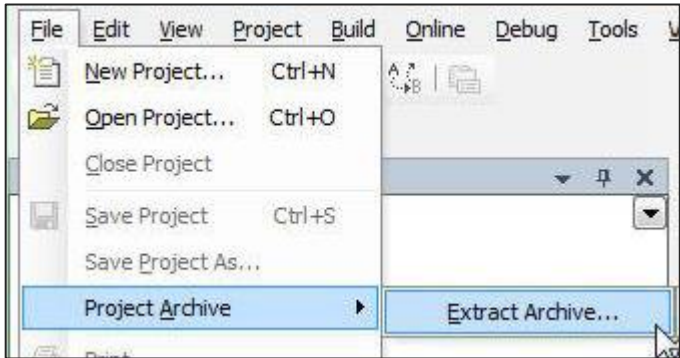 File Edit View Project Build Online Debug Tools
New Project... Ctrl+N
Open Project... Ctrl+O
Close Project
Save Project Ctrl+S
Save Project As...
Project Archive
Extract Archive...